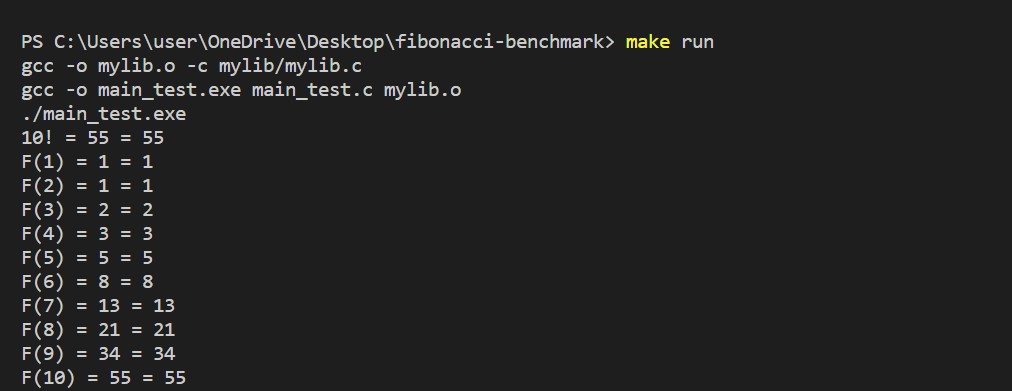 PS C:\Users\user\OneDrive\Desktop\fibonacci-benchmark> make run
gcc -o mylib.o -c mylib/mylib.c
gcc -o main_test.exe main_test.c mylib.o
./main_test.exe
10! = 55 = 55
F(1) = 1 = 1
F(2) = 1 = 1
F(3) = 2 = 2
F(4) = 3 = 3
F(5) = 5 = 5
F(6) = 8 = 8
F(7) = 13 = 13
F(8) = 21 = 21
F(9) = 34 = 34
F(10) = 55 = 55